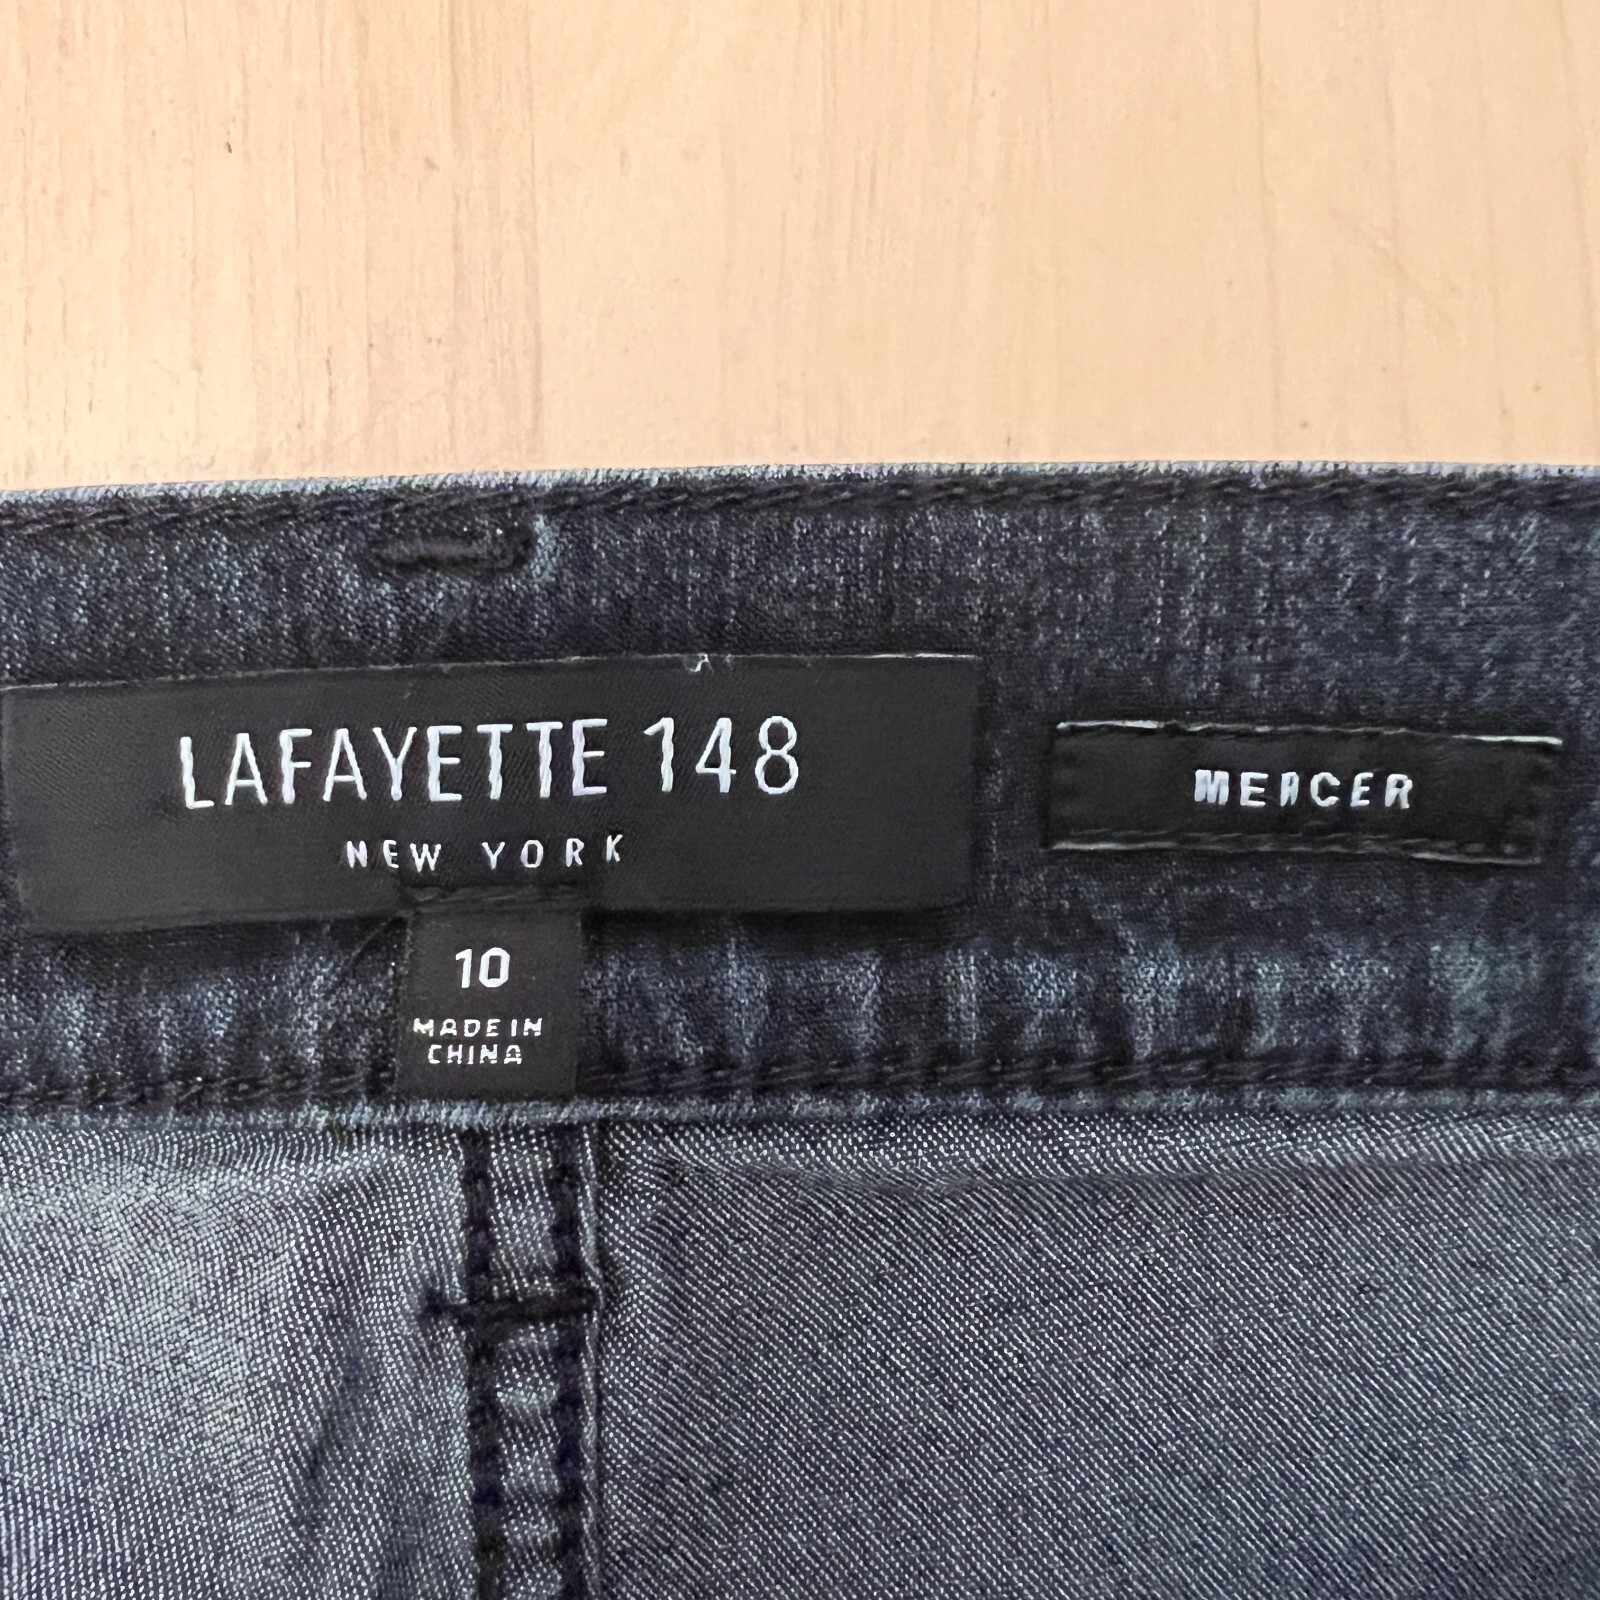 LAFAYETTE 148
NEW YORK
MERCER
10
MADE IN
CHINA